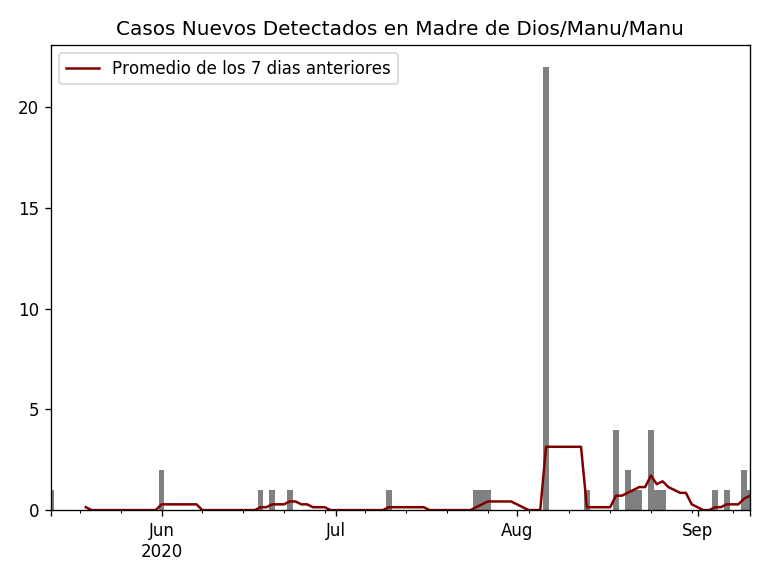 Casos Nuevos Detectados en Madre de Dios/Manu/Manu
Promedio de los 7 dias anteriores
20
15
10
5
0
Jun
2020
Jul
Aug
Sep